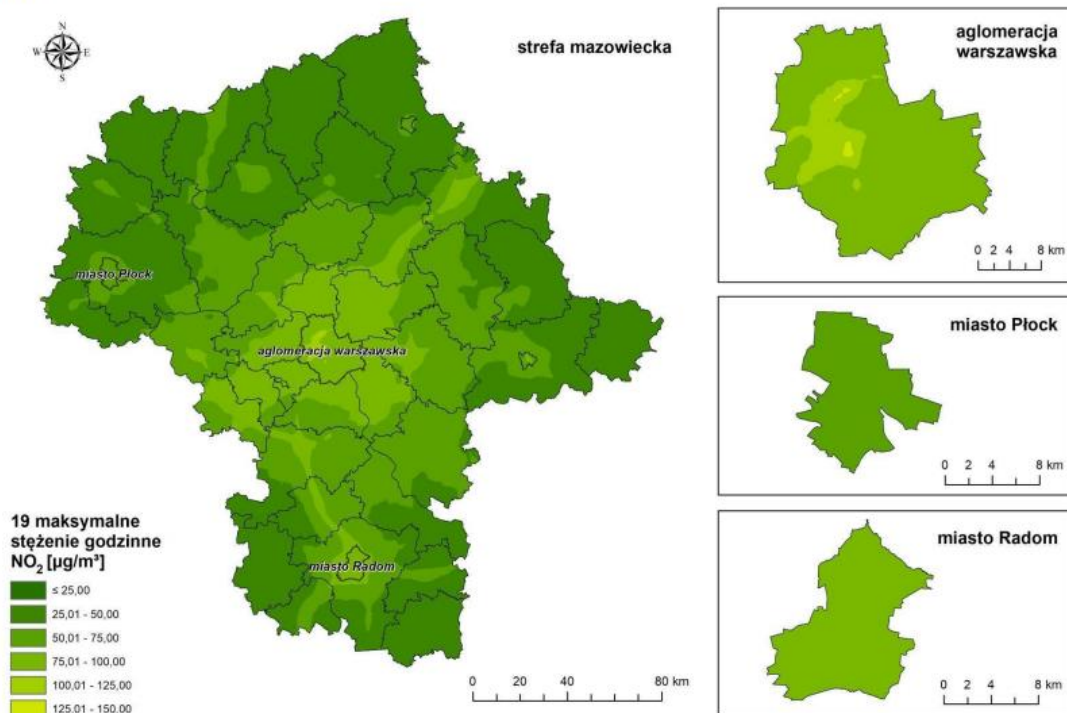 N
W E
S
strefa mazowiecka
miasto Płock
aglomeracja warszawska
miasto Radom
19 maksymalne
stężenie godzinne
NO₂ [µg/m³]
≤ 25,00
25,01 - 50,00
50,01 - 75,00
75,01 - 100,00
100,01 - 125,00
125,01 - 150,00
0 20 40 80 km
aglomeracja
warszawska
0 2 4 8 km
miasto Płock
0 2 4 8 km
miasto Radom
0 2 4 8 km